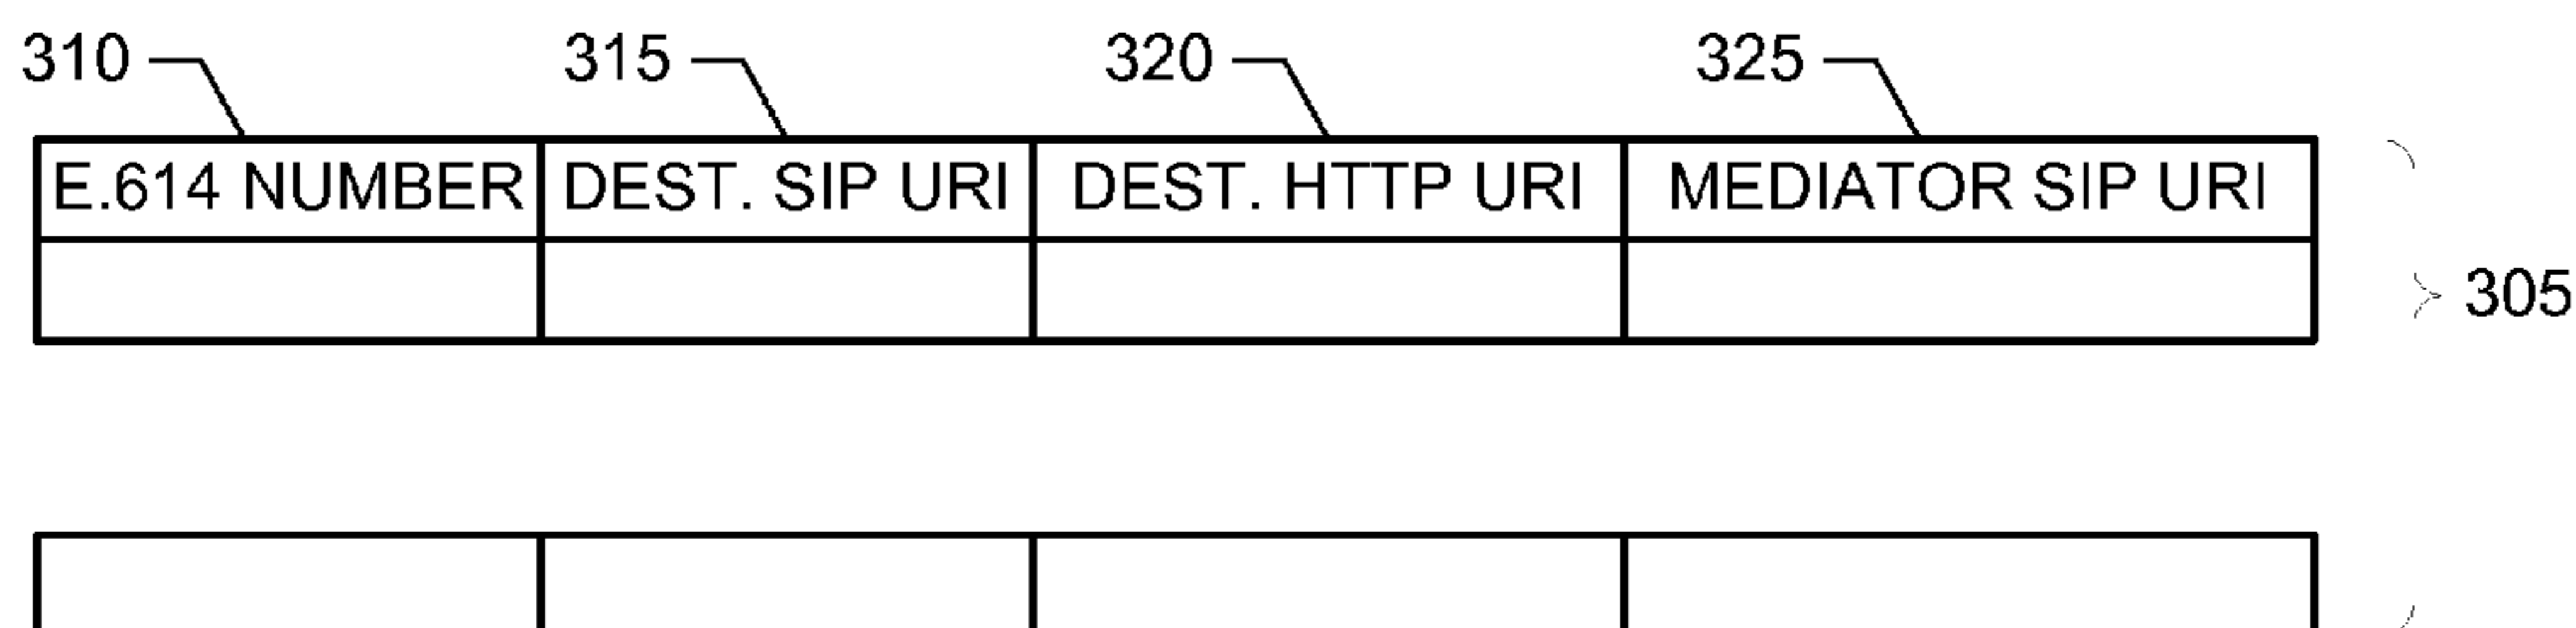 310 315 320 325
E.614 NUMBER DEST. SIP URI DEST. HTTP URI MEDIATOR SIP URI
305